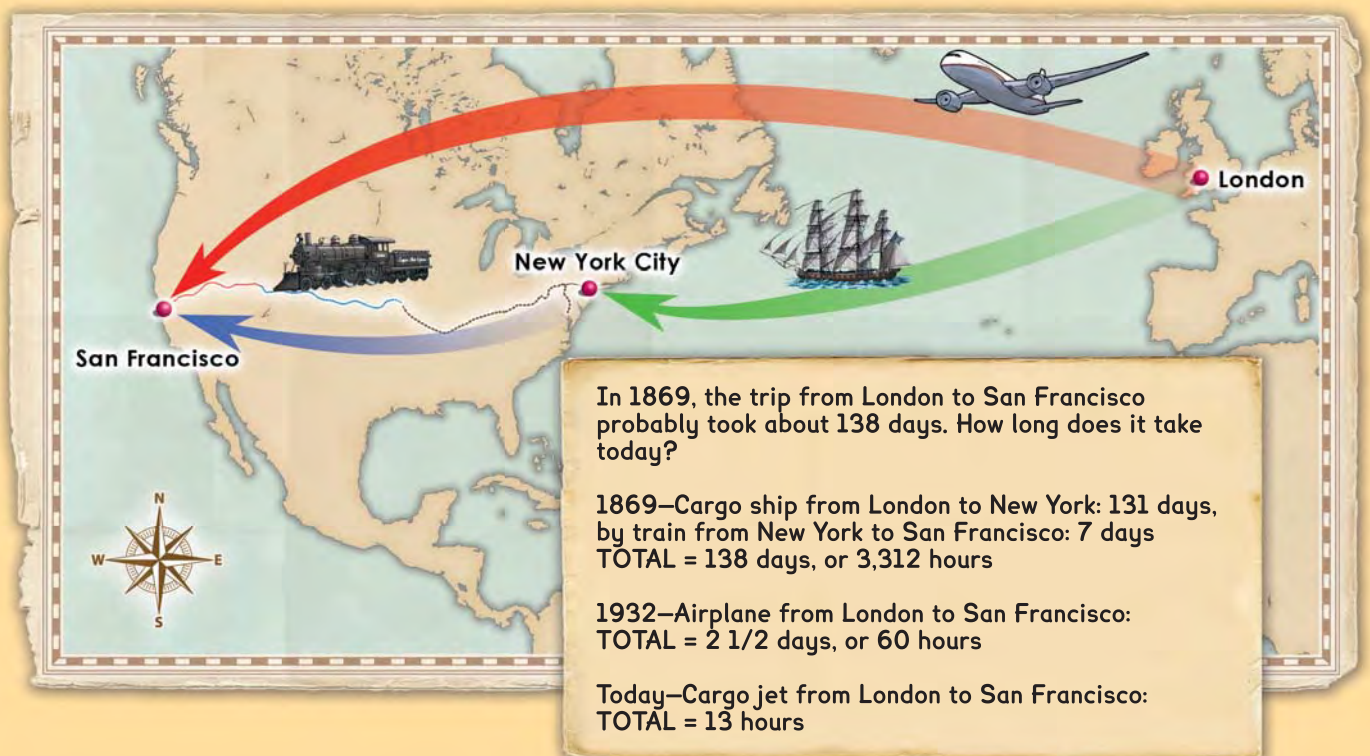 London
New York City
San Francisco
N
W
E
S
In 1869, the trip from London to San Francisco
probably took about 138 days. How long does it take
today?
1869—Cargo ship from London to New York: 131 days,
by train from New York to San Francisco: 7 days
TOTAL = 138 days, or 3,312 hours
1932—Airplane from London to San Francisco:
TOTAL = 2 1/2 days, or 60 hours
Today—Cargo jet from London to San Francisco:
TOTAL = 13 hours